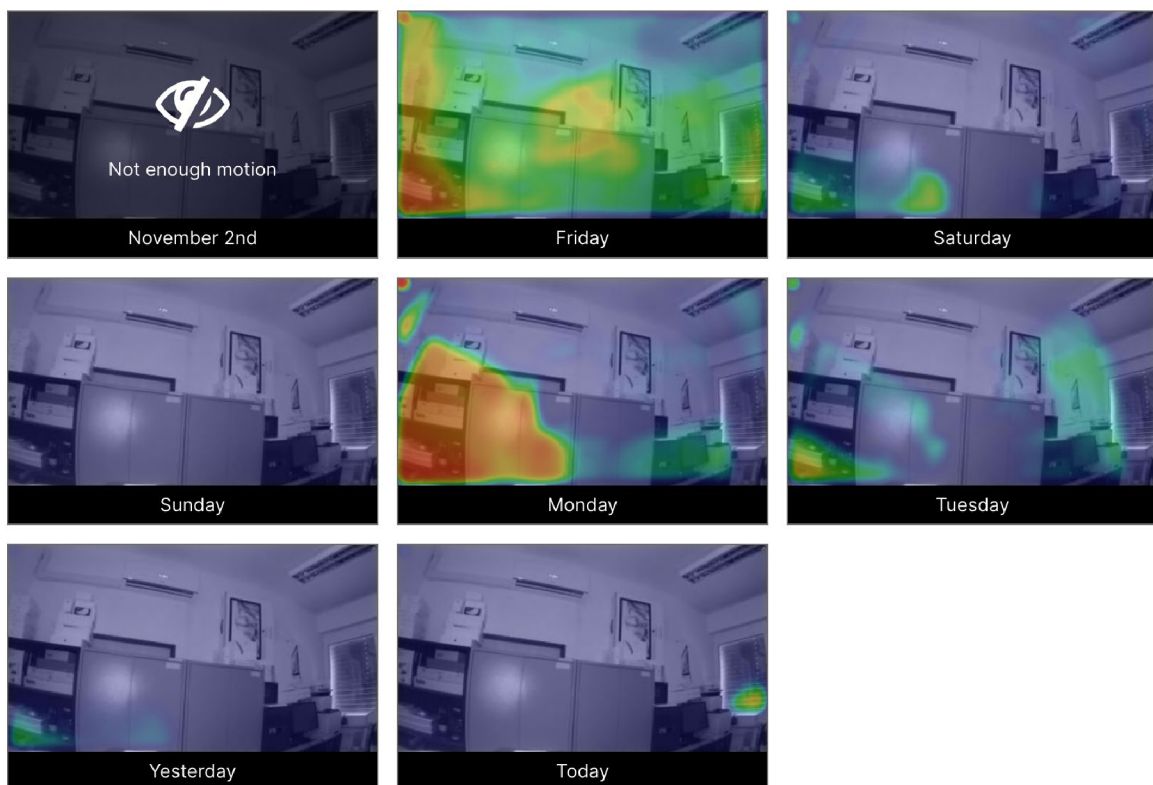 Not enough motion
November 2nd
Friday
Saturday
Sunday
Monday
Tuesday
Yesterday
Today